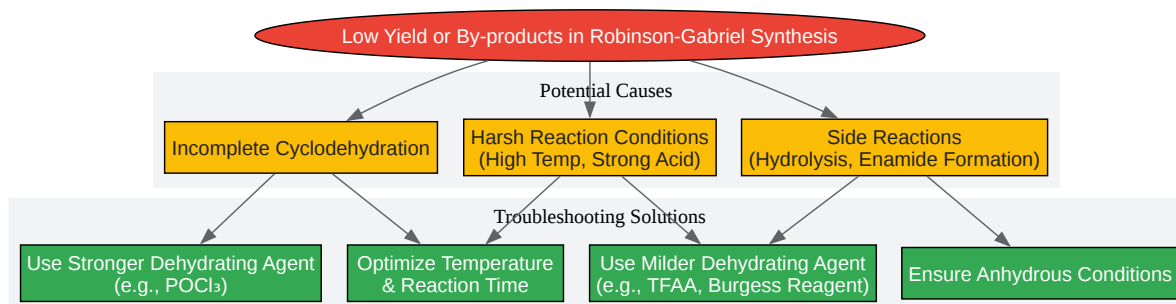 Low Yield or By-products in Robinson-Gabriel Synthesis
Potential Causes
Incomplete Cyclodehydration
Harsh Reaction Conditions
(High Temp, Strong Acid)
Side Reactions
(Hydrolysis, Enamide Formation)
Troubleshooting Solutions
Use Stronger Dehydrating Agent
(e.g., POCl₃)
Optimize Temperature
& Reaction Time
Use Milder Dehydrating Agent
(e.g., TFAA, Burgess Reagent)
Ensure Anhydrous Conditions